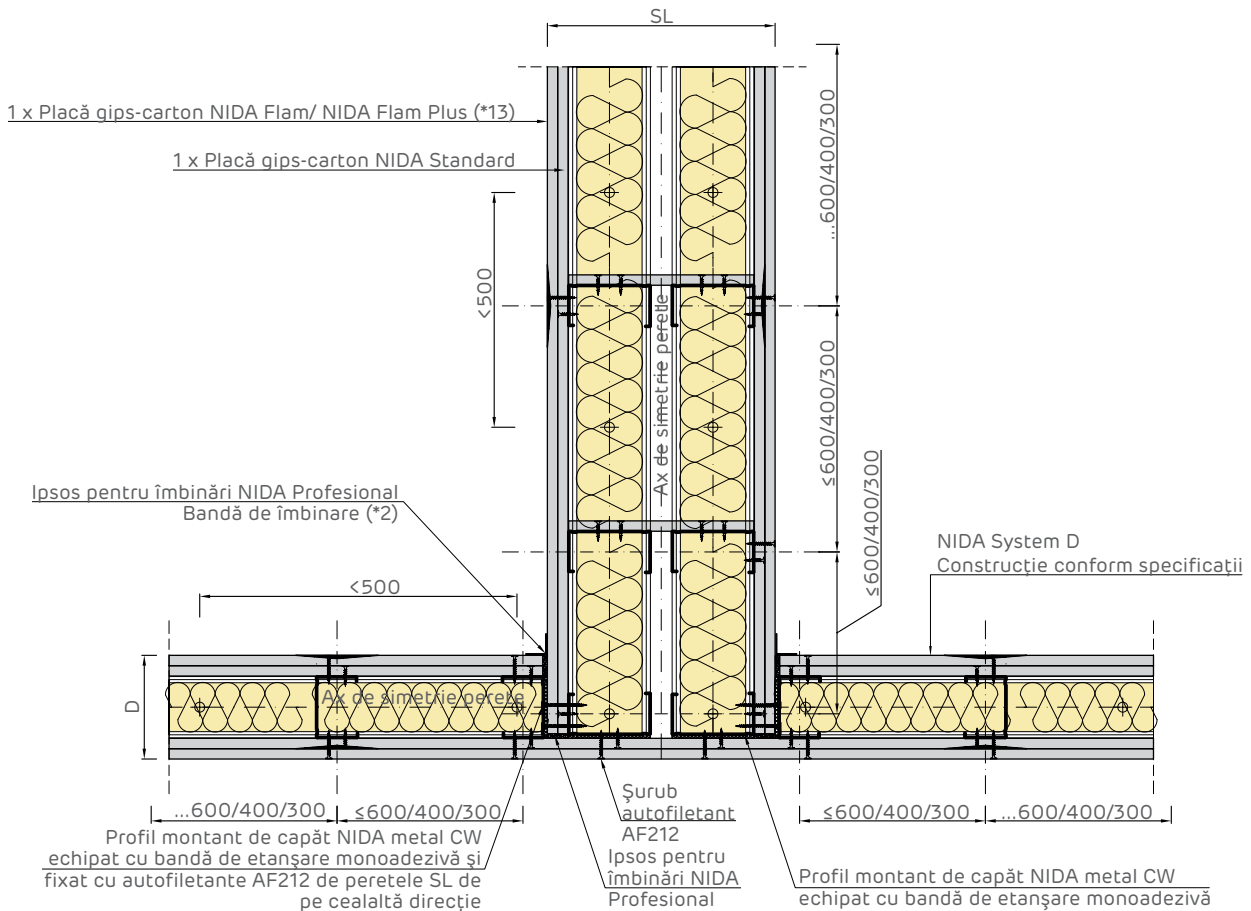 SL
1 x Placă gips-carton NIDA Flam/ NIDA Flam Plus (*13)
1 x Placă gips-carton NIDA Standard
...600/400/300
<500
Ax de simetrie perete
≤600/400/300
≤600/400/300
Ipsos pentru îmbinări NIDA Profesional
Bandă de îmbinare (*2)
NIDA System D
Construcție conform specificații
<500
D
Ax de simetrie perete
...600/400/300
≤600/400/300
≤600/400/300
...600/400/300
Profil montant de capăt NIDA metal CW
echipat cu bandă de etanșare monoadezivă și
fixat cu autofiletante AF212 de peretele SL de
pe cealaltă direcție
Șurub
autofiletant
AF212
Ipsos pentru
îmbinări NIDA
Profesional
Profil montant de capăt NIDA metal CW
echipat cu bandă de etanșare monoadezivă